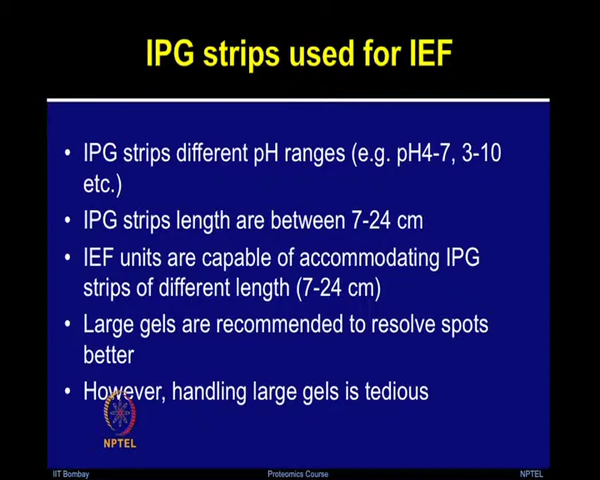 IPG strips used for IEF
• IPG strips different pH ranges (e.g. pH4-7, 3-10
etc.)
• IPG strips length are between 7-24 cm
• IEF units are capable of accommodating IPG
strips of different length (7-24 cm)
• Large gels are recommended to resolve spots
better
• However, handling large gels is tedious
NPTEL
IIT Bombay
Proteomics Course
NPTEL